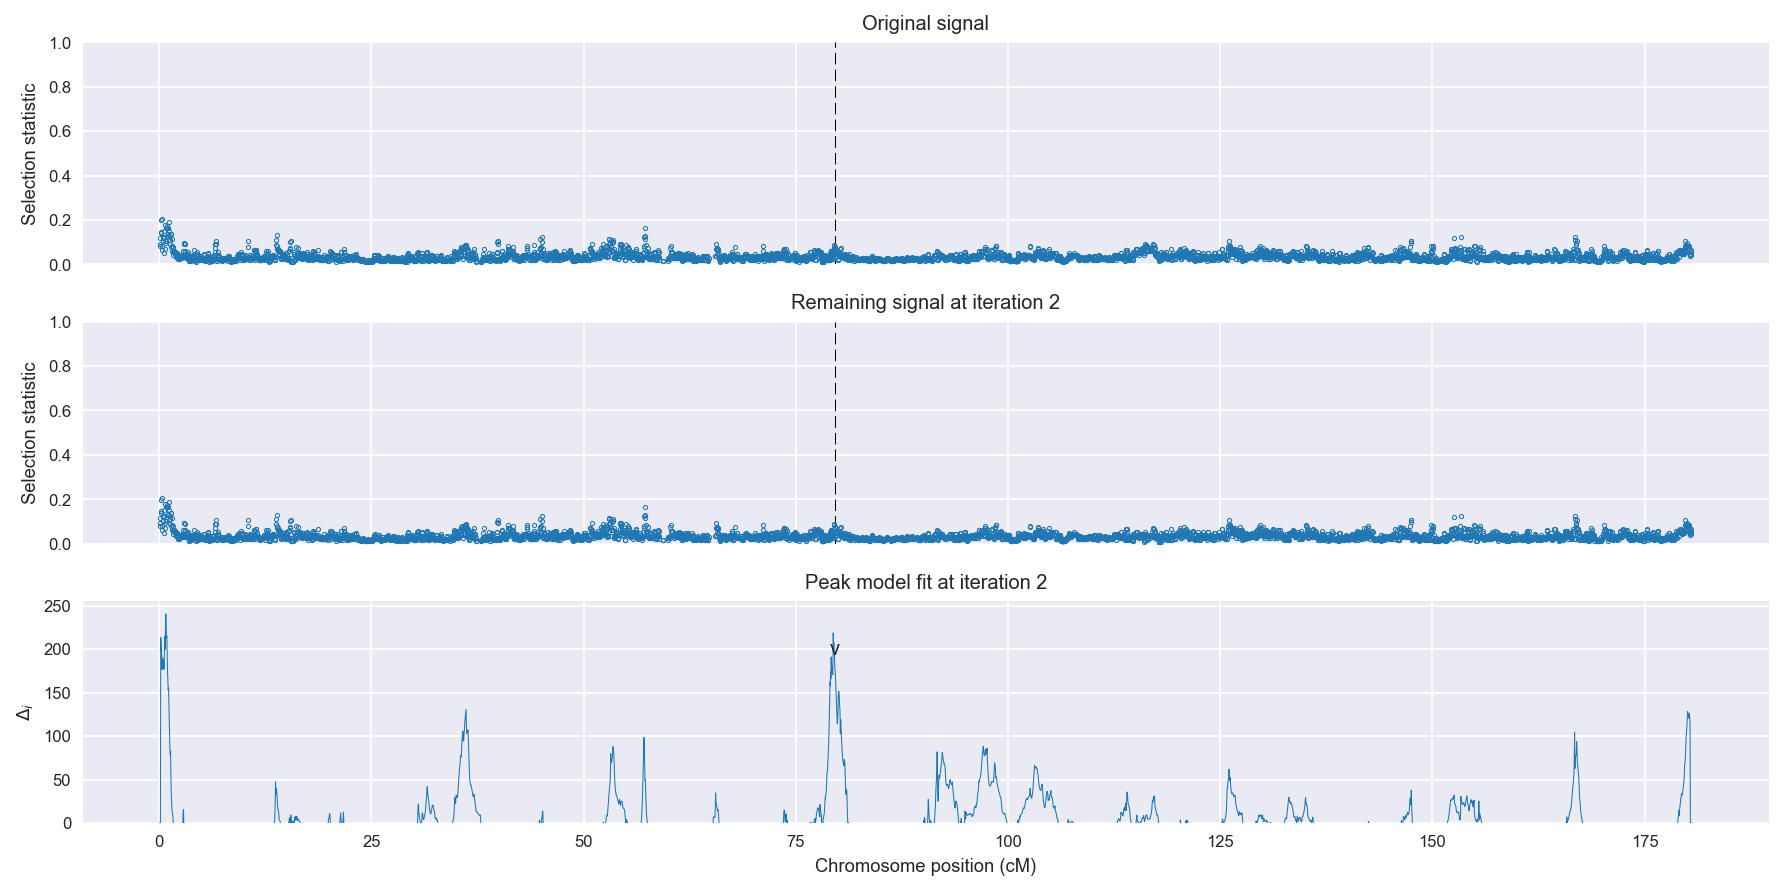 Original signal
1.0
0.8
0.6
0.4
0.2
0.0
Selection statistic
Remaining signal at iteration 2
1.0
0.8
0.6
0.4
0.2
0.0
Selection statistic
Peak model fit at iteration 2
250
200
150
100
50
0
Δi
v
0 25 50 75 100 125 150 175
Chromosome position (cM)